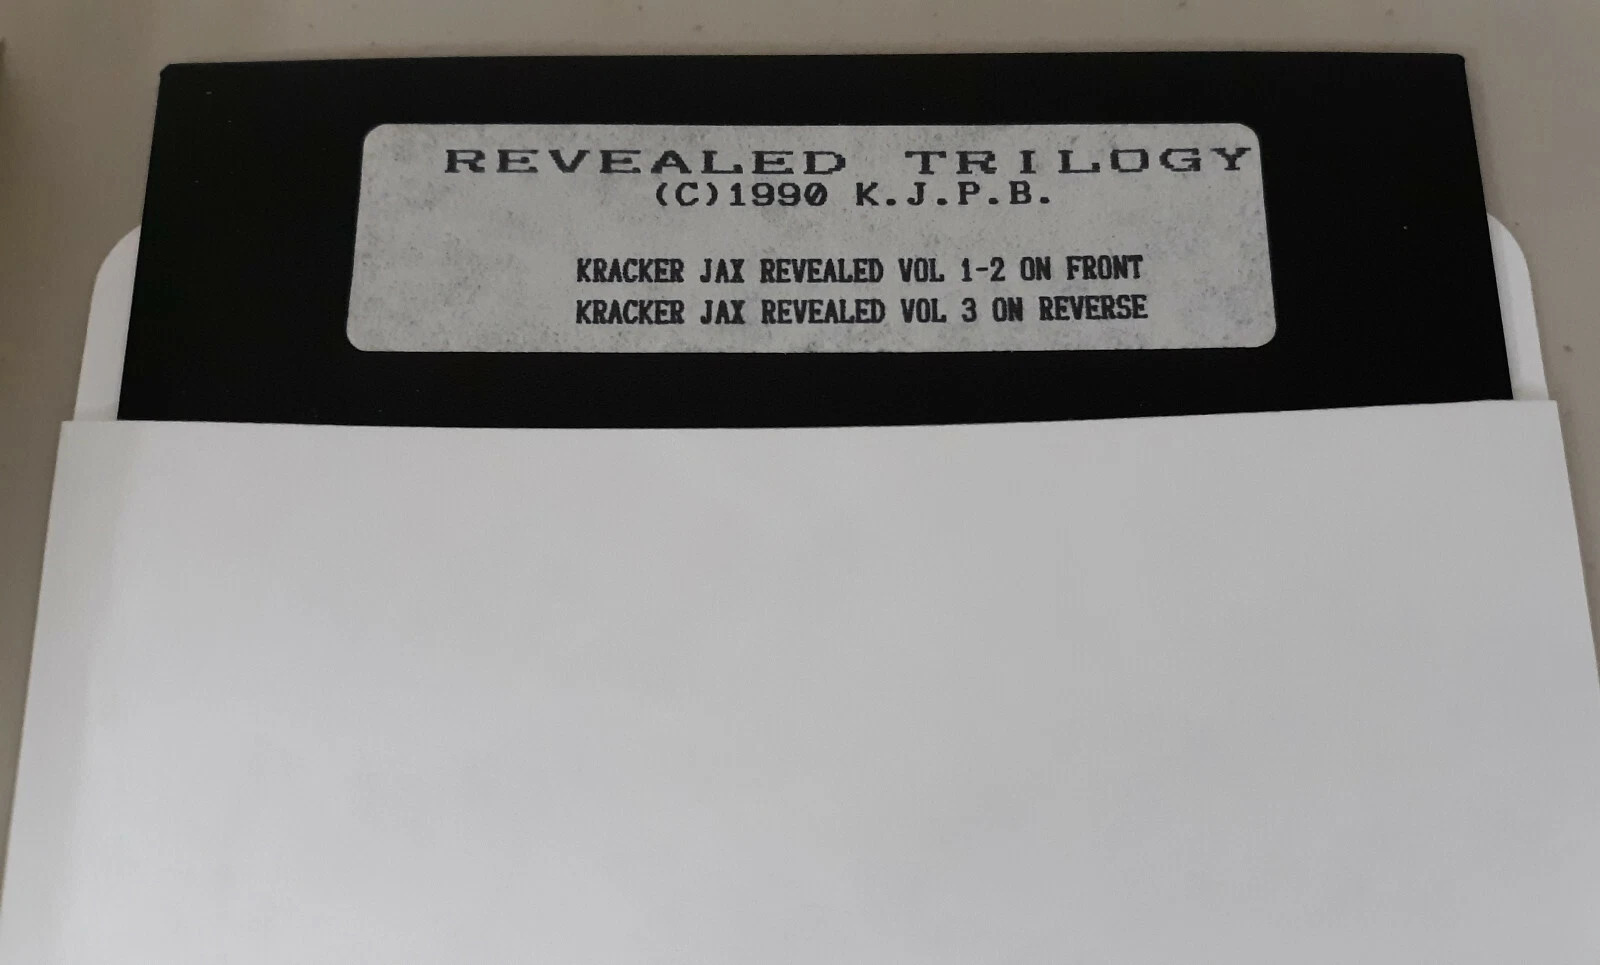 REVEALED TRILOGY
(C)1990 K.J.P.B.
KRACKER JAX REVEALED VOL 1-2 ON FRONT
KRACKER JAX REVEALED VOL 3 ON REVERSE